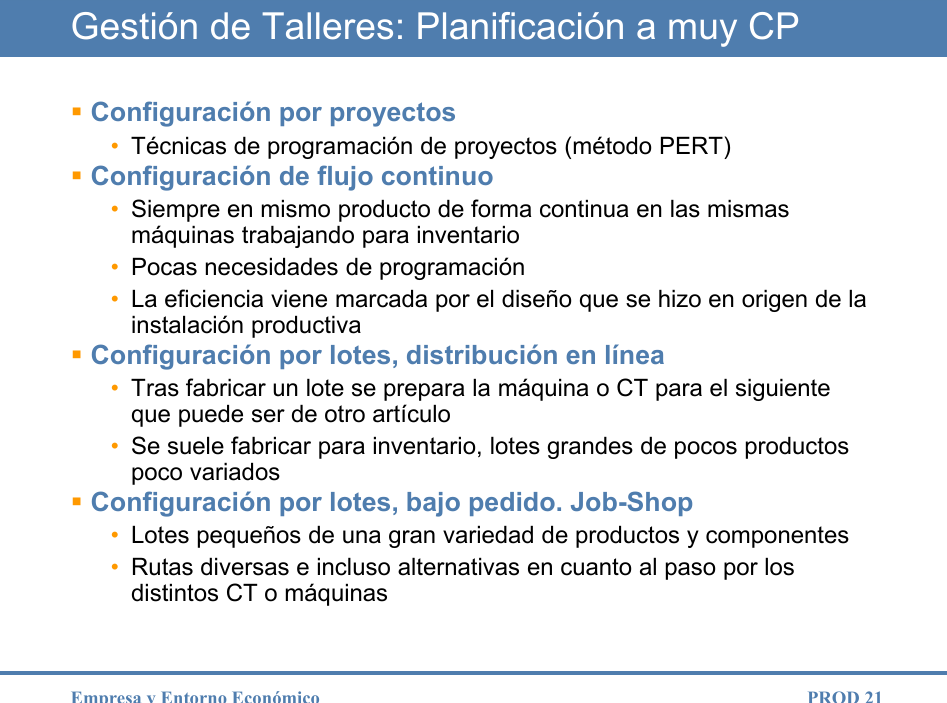 Gestión de Talleres: Planificación a muy CP
Configuración por proyectos
Técnicas de programación de proyectos (método PERT)
Configuración de flujo continuo
Siempre en mismo producto de forma continua en las mismas
máquinas trabajando para inventario
Pocas necesidades de programación
La eficiencia viene marcada por el diseño que se hizo en origen de la
instalación productiva
Configuración por lotes, distribución en línea
Tras fabricar un lote se prepara la máquina o CT para el siguiente
que puede ser de otro artículo
Se suele fabricar para inventario, lotes grandes de pocos productos
poco variados
Configuración por lotes, bajo pedido. Job-Shop
Lotes pequeños de una gran variedad de productos y componentes
Rutas diversas e incluso alternativas en cuanto al paso por los
distintos CT o máquinas
Empresa y Entorno Económico
PROD 21